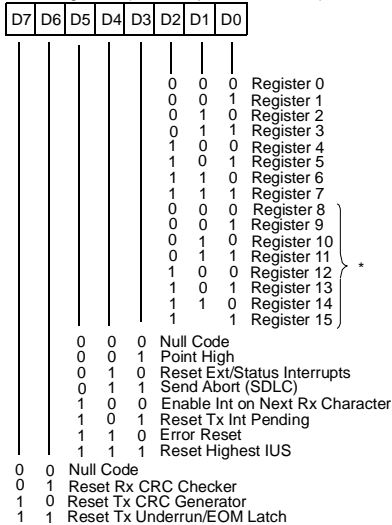 D7 D6 D5 D4 D3 D2 D1 D0
0 0 0 Register 0
0 0 1 Register 1
0 1 0 Register 2
0 1 1 Register 3
1 0 0 Register 4
1 0 1 Register 5
1 1 0 Register 6
1 1 1 Register 7
0 0 0 Register 8
0 0 1 Register 9
0 1 0 Register 10
0 1 1 Register 11
1 0 0 Register 12 *
1 0 1 Register 13
1 1 0 Register 14
1 1 Register 15
0 0 0 Null Code
0 0 1 Point High
0 1 0 Reset Ext/Status Interrupts
0 1 1 Send Abort (SDLC)
1 0 0 Enable Int on Next Rx Character
1 0 1 Reset Tx Int Pending
1 1 0 Error Reset
1 1 1 Reset Highest IUS
0 0 Null Code
0 1 Reset Rx CRC Checker
1 0 Reset Tx CRC Generator
1 1 Reset Tx Underrun/EOM Latch